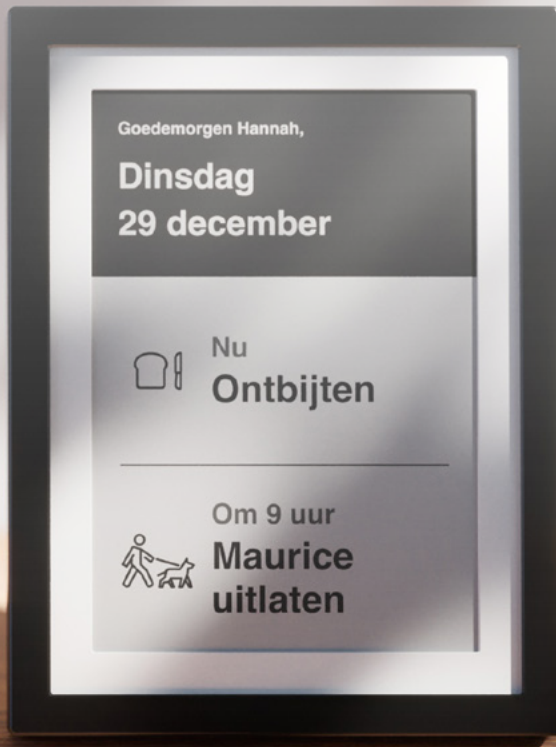 Goedemorgen Hannah,
Dinsdag
29 december
Nu
Ontbijten
Om 9 uur
Maurice
uitlaten